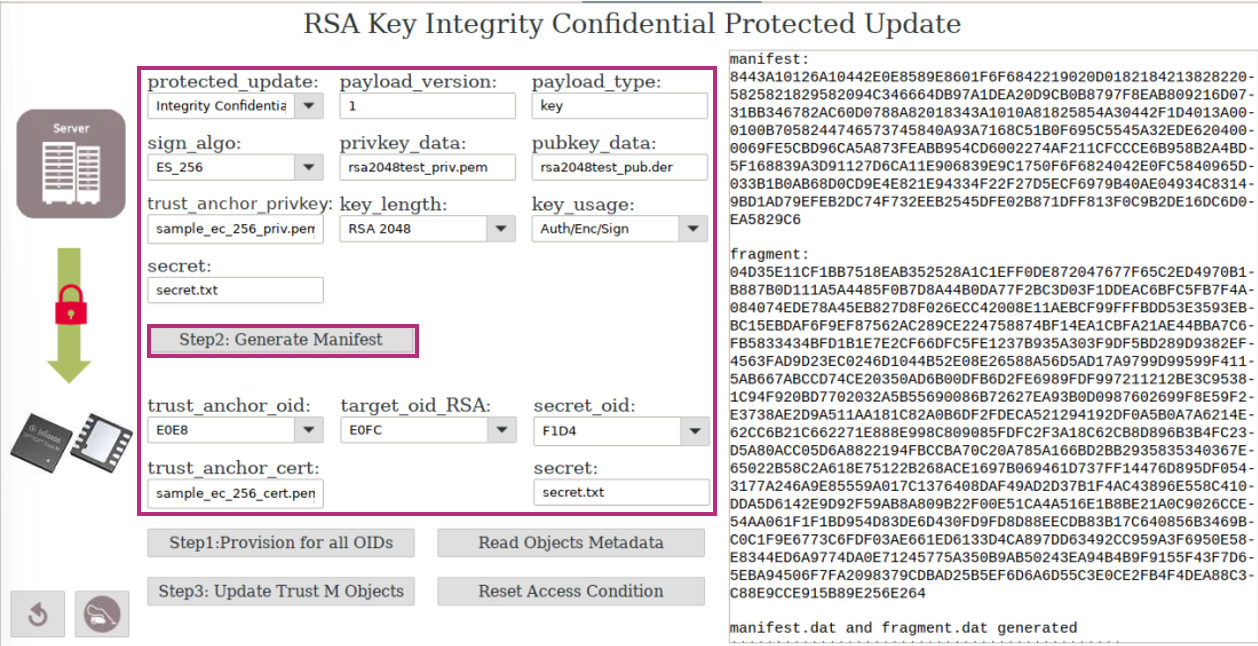 RSA Key Integrity Confidential Protected Update
Server
protected_update: payload_version: payload_type:
Integrity Confidentia 1 key
sign_algo: privkey_data: pubkey_data:
ES_256 rsa2048test_priv.pem rsa2048test_pub.der
trust_anchor_privkey: key_length: key_usage:
sample_ec_256_priv.pem RSA 2048 Auth/Enc/Sign
secret:
secret.txt
Step2: Generate Manifest
trust_anchor_oid: target_oid_RSA: secret_oid:
E0E8 E0FC F1D4
trust_anchor_cert: secret:
sample_ec_256_cert.pem secret.txt
Step1:Provision for all OIDs Read Objects Metadata
Step3: Update Trust M Objects Reset Access Condition
manifest:
8443A10126A10442E0E8589E8601F6F6842219020D0182184213828220-
5825821829582094C346664DB97A1DEA20D9CB0B8797F8EAB809216D07-
31BB346782AC60D0788A82018343A1010A81825854A30442F1D4013A00-
0100B7058244746573745840A93A7168C51B0F695C5545A32EDE620400-
0069FE5CBD96CA5A873FEABB954CD6002274AF211CFCCCE6B958B2A4BD-
5F168839A3D91127D6CA11E906839E9C1750F6F6824042E0FC5840965D-
033B1B0AB68D0CD9E4E821E94334F22F27D5ECF6979B40AE04934C8314-
9BD1AD79EFEB2DC74F732EEB2545DFE02B871DFF813F0C9B2DE16DC6D0-
EA5829C6
fragment:
04D35E11CF1BB7518EAB352528A1C1EFF0DE872047677F65C2ED4970B1-
B887B0D111A5A4485F0B7D8A44B0DA77F2BC3D03F1DDEAC6BFC5FB7F4A-
084074EDE78A45EB827D8F026ECC42008E11AEBCF99FFFBDD53E3593EB-
BC15EBDAF6F9EF87562AC289CE224758874BF14EA1CBFA21AE44BBA7C6-
FB5833434BFD1B1E7E2CF66DFC5FE1237B935A303F9DF5BD289D9382EF-
4563FAD9D23EC0246D1044B52E08E26588A56D5AD17A9799D99599F411-
5AB667ABCCD74CE20350AD6B00DFB6D2FE6989FDF997211212BE3C9538-
1C94F920BD7702032A5B55690086B72627EA93B0D0987602699F8E59F2-
E3738AE2D9A511AA181C82A0B6DF2FDECA521294192DF0A5B0A7A6214E-
62CC6B21C662271E888E998C809085FDFC2F3A18C62CB8D896B3B4FC23-
D5A80ACC05D6A8822194FBCCBA70C20A785A166BD2BB2935835340367E-
65022B58C2A618E75122B268ACE1697B069461D737FF14476D895DF054-
3177A246A9E85559A017C1376408DAF49AD2D37B1F4AC43896E558C410-
DDA5D6142E9D92F59AB8A809B22F00E51CA4A516E1B8BE21A0C9026CCE-
54AA061F1F1BD954D83DE6D430FD9FD8D88EECDB83B17C640856B3469B-
C0C1F9E6773C6FDF03AE661ED6133D4CA897DD63492CC959A3F6950E58-
E8344ED6A9774DA0E71245775A350B9AB50243EA94B4B9F9155F43F7D6-
5EBA94506F7FA2098379CDBAD25B5EF6D6A6D55C3E0CE2FB4F4DEA88C3-
C88E9CCE915B89E256E264
manifest.dat and fragment.dat generated